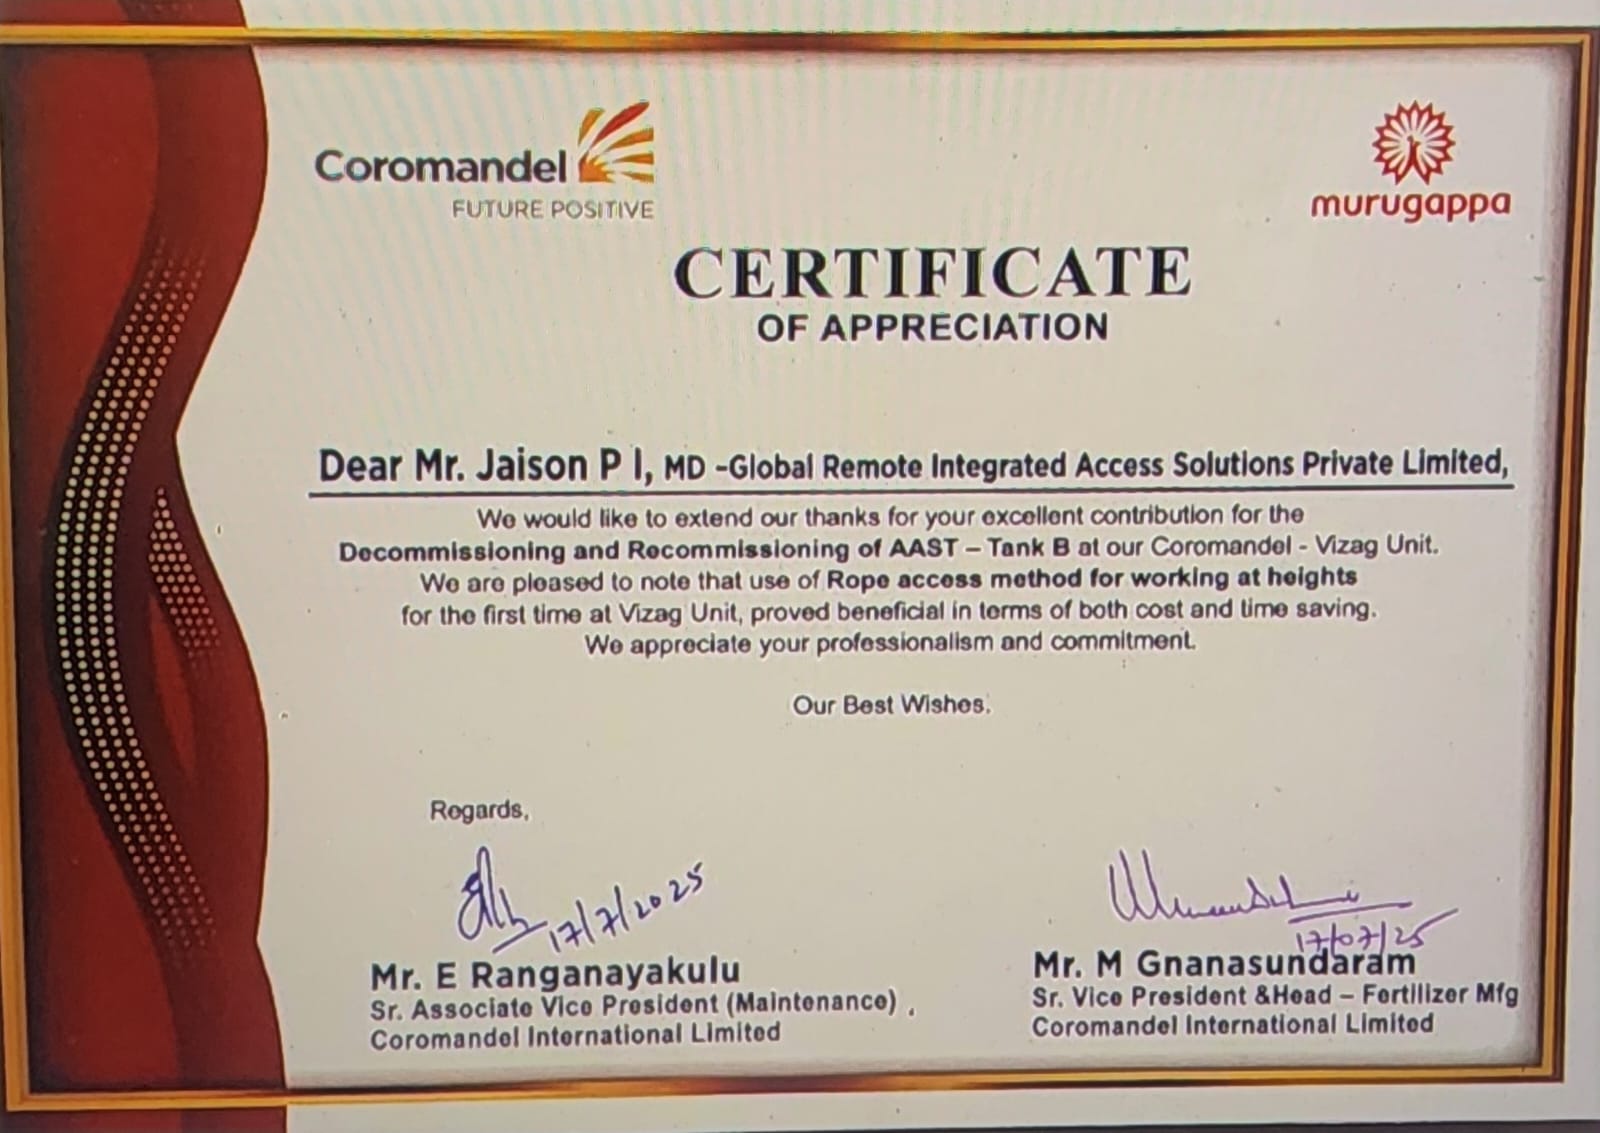 Coromandel
FUTURE POSITIVE
murugappa
CERTIFICATE
OF APPRECIATION
Dear Mr. Jaison P I, MD -Global Remote Integrated Access Solutions Private Limited,
We would like to extend our thanks for your excellent contribution for the
Decommissioning and Recommissioning of AAST – Tank B at our Coromandel - Vizag Unit.
We are pleased to note that use of Rope access method for working at heights
for the first time at Vizag Unit, proved beneficial in terms of both cost and time saving.
We appreciate your professionalism and commitment.
Our Best Wishes.
Regards,
17/7/2025
17/07/25
Mr. E Ranganayakulu
Sr. Associate Vice President (Maintenance) .
Coromandel International Limited
Mr. M Gnanasundaram
Sr. Vice President &Head – Fertilizer Mfg
Coromandel International Limited